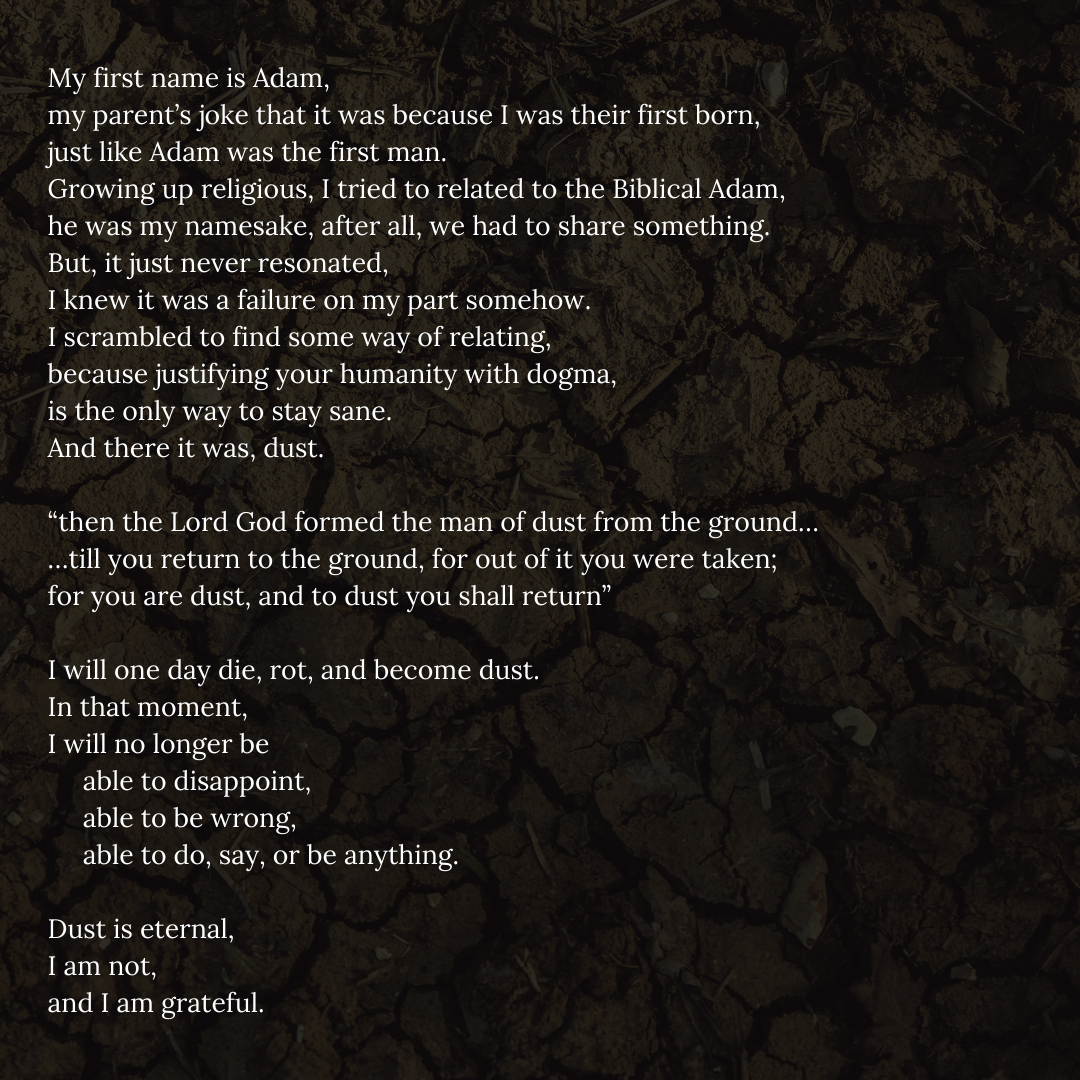 My first name is Adam,
my parent’s joke that it was because I was their first born,
just like Adam was the first man.
Growing up religious, I tried to related to the Biblical Adam,
he was my namesake, after all, we had to share something.
But, it just never resonated,
I knew it was a failure on my part somehow.
I scrambled to find some way of relating,
because justifying your humanity with dogma,
is the only way to stay sane.
And there it was, dust.
“then the Lord God formed the man of dust from the ground…
…till you return to the ground, for out of it you were taken;
for you are dust, and to dust you shall return”
I will one day die, rot, and become dust.
In that moment,
I will no longer be
able to disappoint,
able to be wrong,
able to do, say, or be anything.
Dust is eternal,
I am not,
and I am grateful.